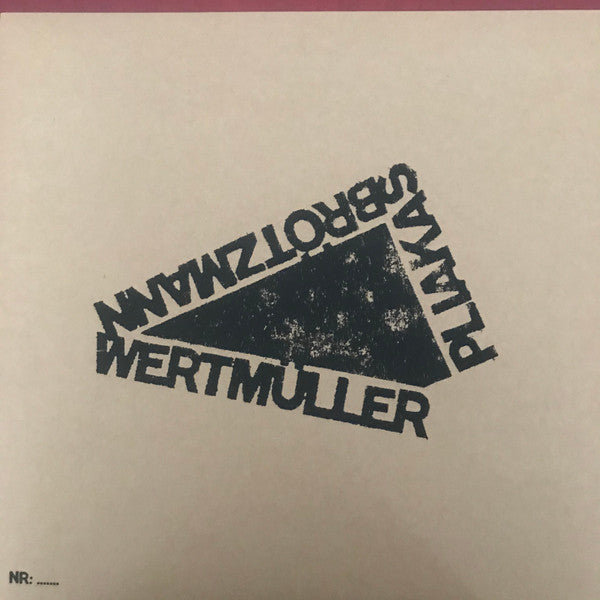 BRÖTZMANN
PLIAKAS
WERTMÜLLER
NR: .......